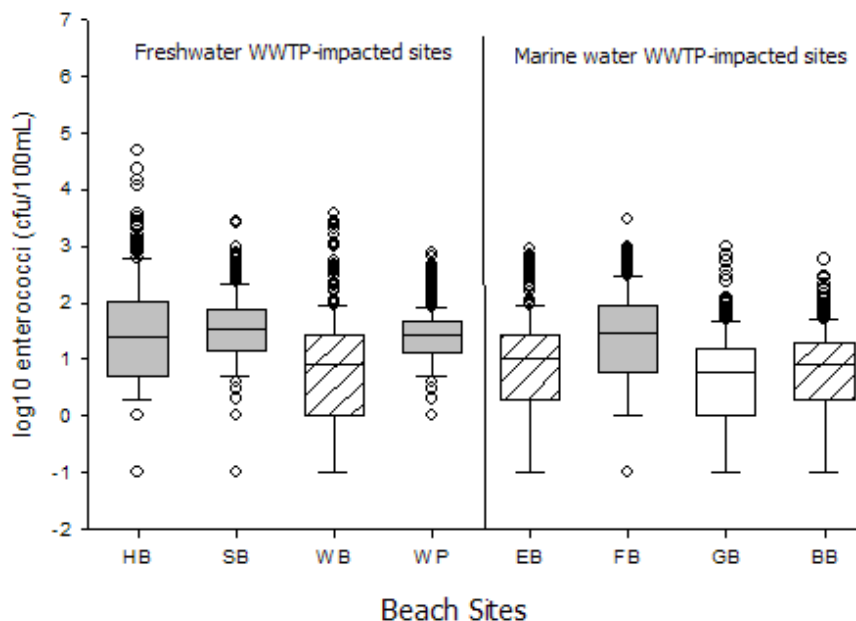 7
6
5
4
3
2
1
0
-1
-2
log10 enterococci (cfu/100mL)
Freshwater WWTP-impacted sites
Marine water WWTP-impacted sites
HB SB WB WP EB FB GB BB
Beach Sites